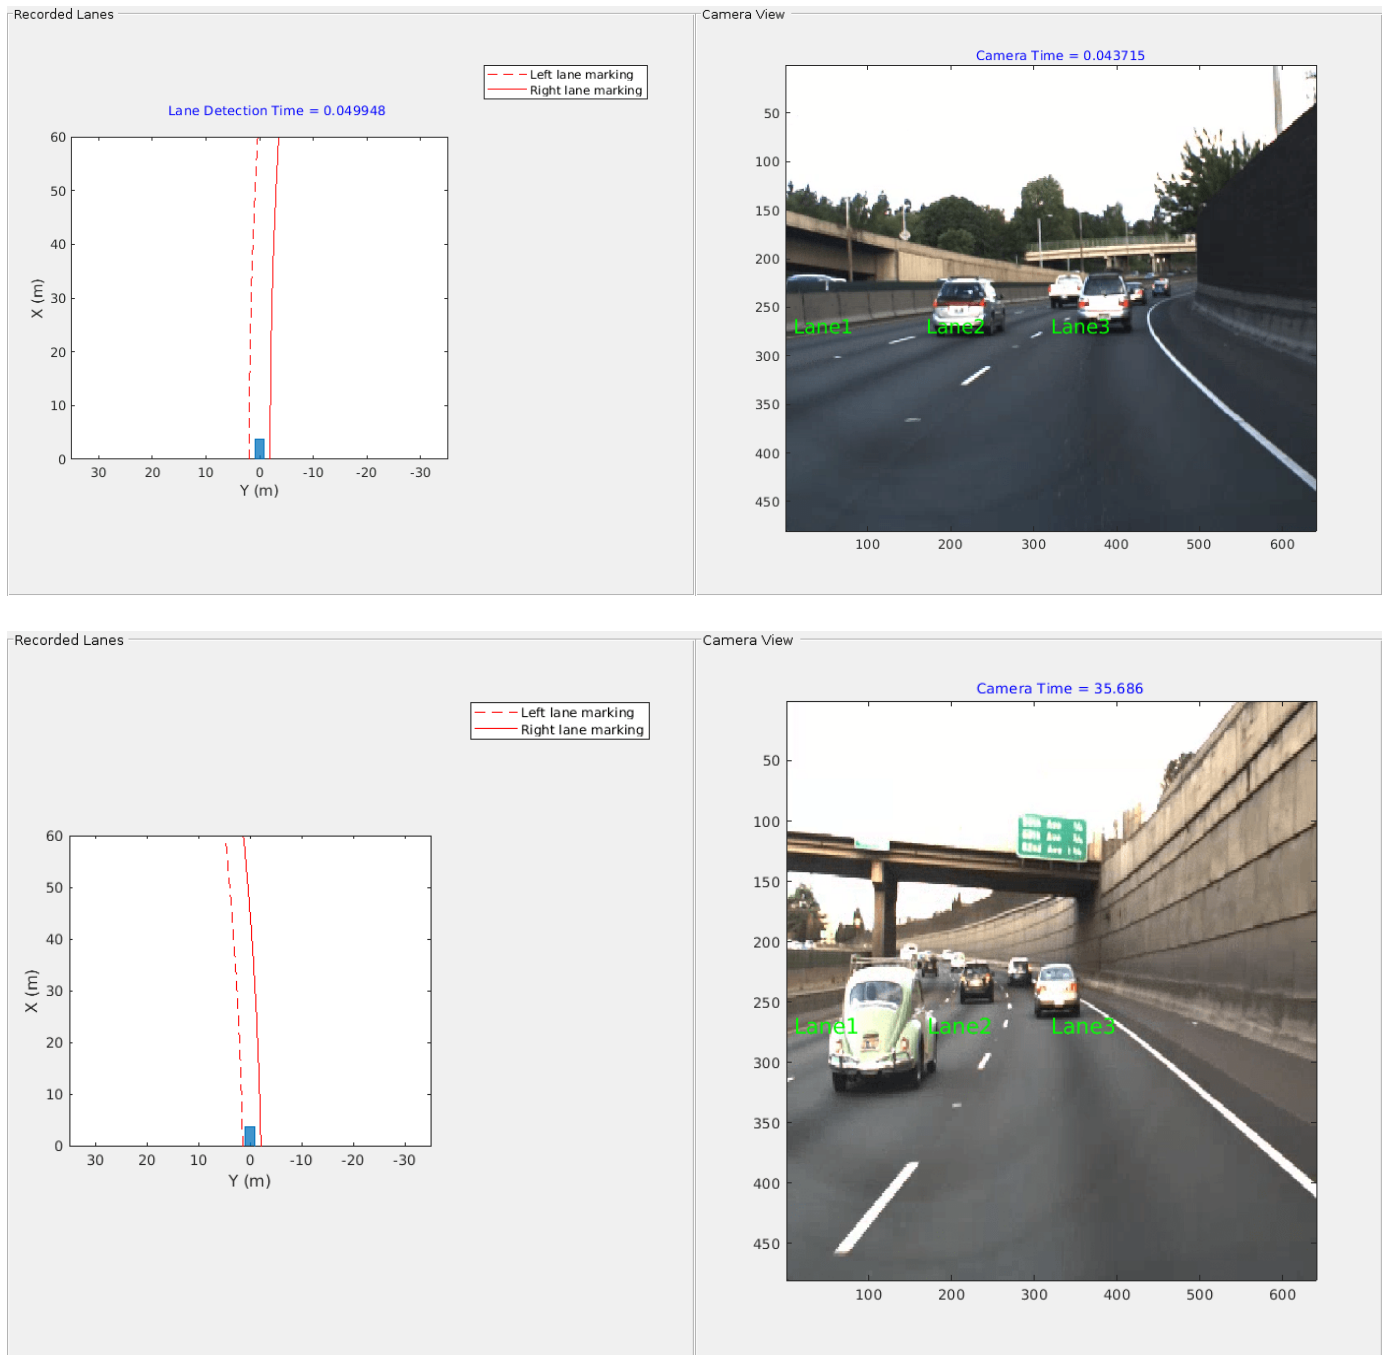 Recorded Lanes
Left lane marking
Right lane marking
Lane Detection Time = 0.049948
60
50
40
30
20
10
0
X (m)
30 20 10 0 -10 -20 -30
Y (m)
Camera View
Camera Time = 0.043715
50
100
150
200
250
300
350
400
450
Lane1 Lane2 Lane3
100 200 300 400 500 600
Recorded Lanes
Left lane marking
Right lane marking
60
50
40
30
20
10
0
X (m)
30 20 10 0 -10 -20 -30
Y (m)
Camera View
Camera Time = 35.686
50
100
150
200
250
300
350
400
450
Lane1 Lane2 Lane3
100 200 300 400 500 600